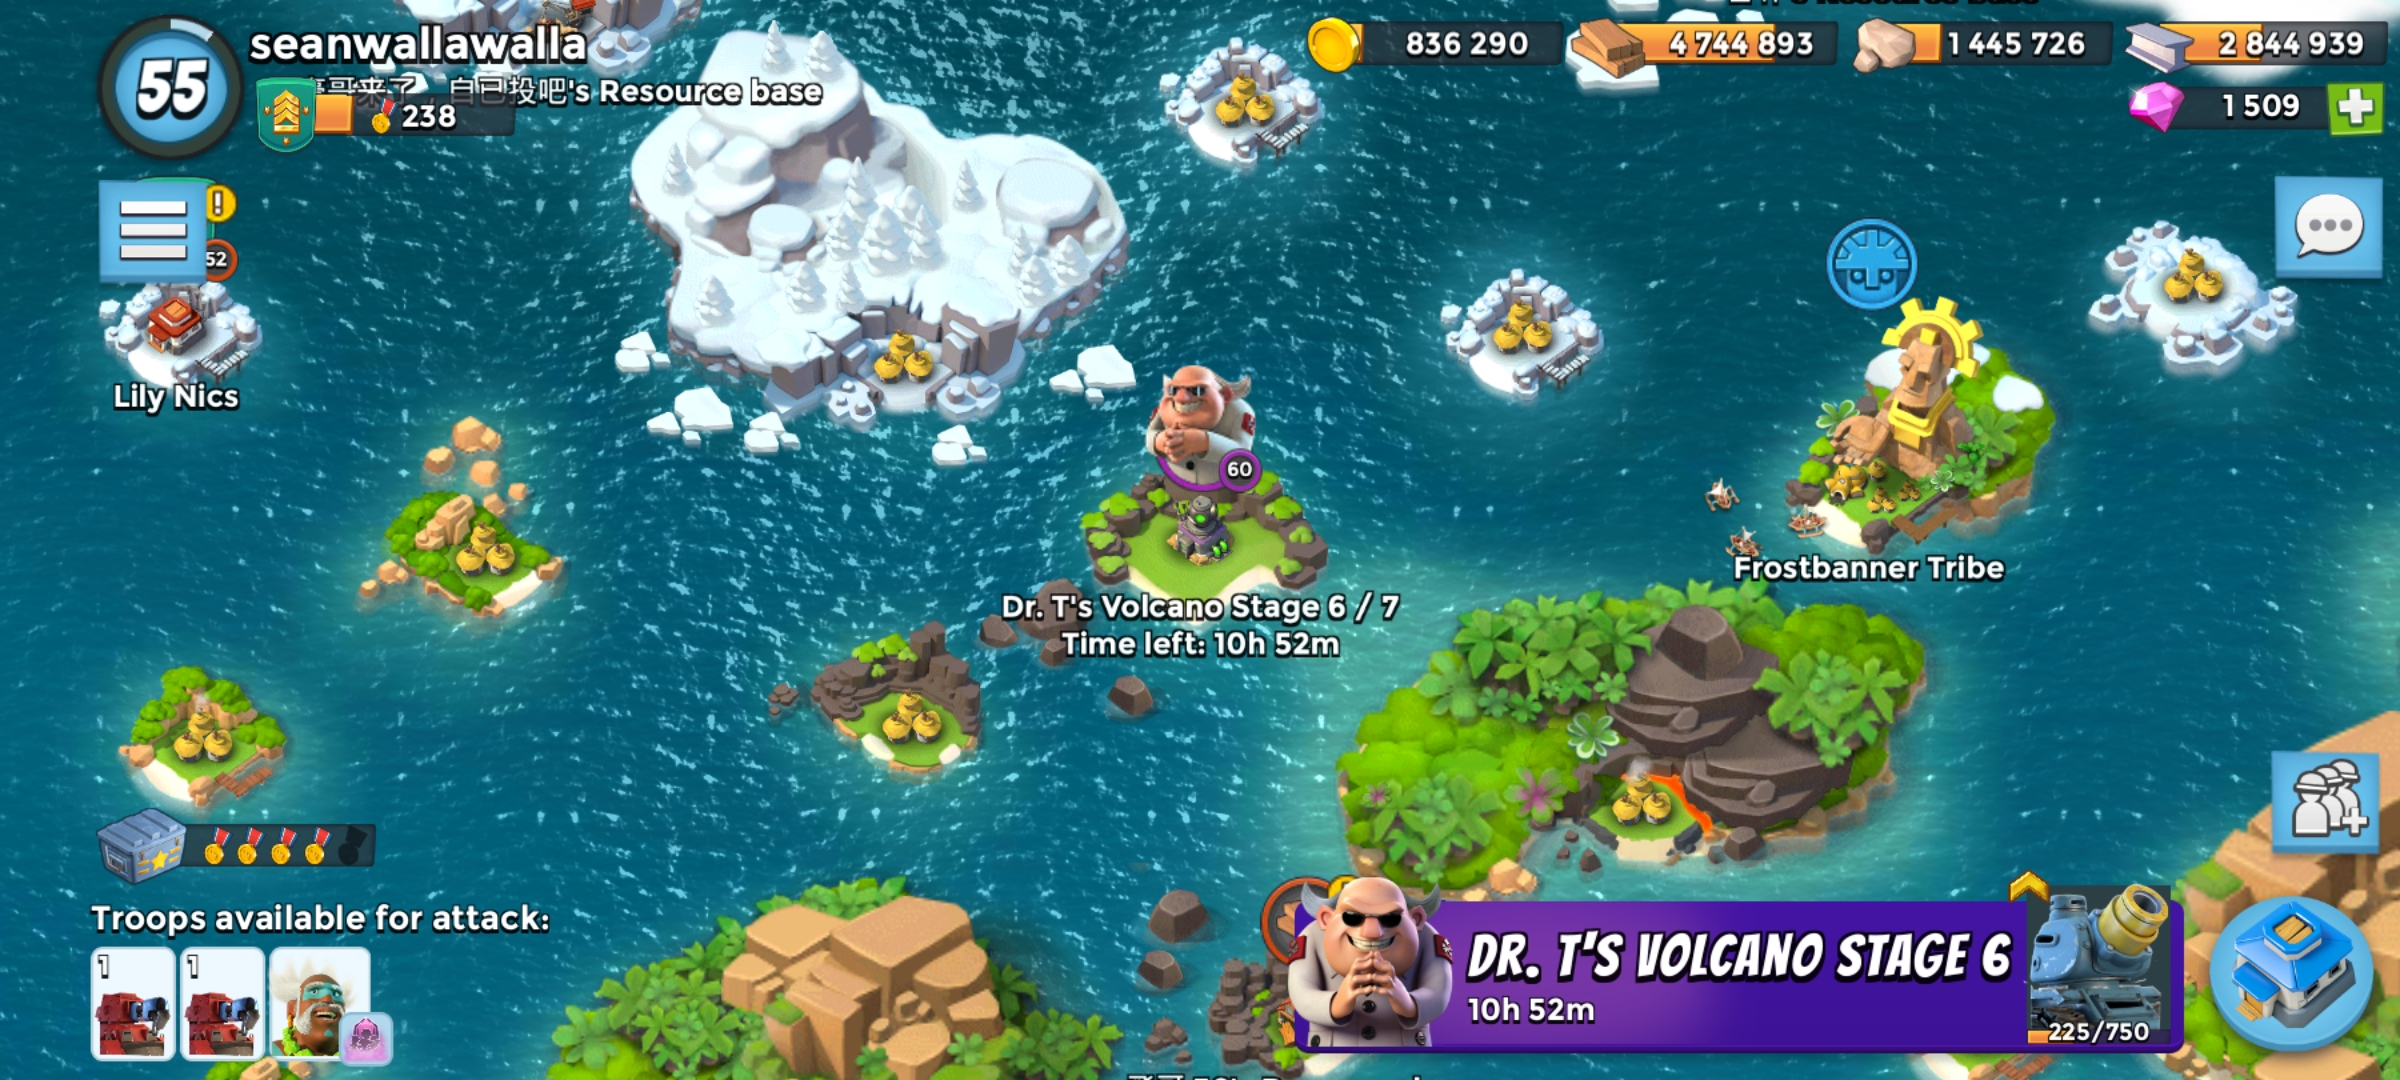 seanwallawalla
55
自已投吧's Resource base
238
836 290
4 744 893
1 445 726
2 844 939
1 509
52
Lily Nics
60
Dr. T's Volcano Stage 6 / 7
Time left: 10h 52m
Frostbanner Tribe
Troops available for attack:
1
1
DR. T'S VOLCANO STAGE 6
10h 52m
225/750